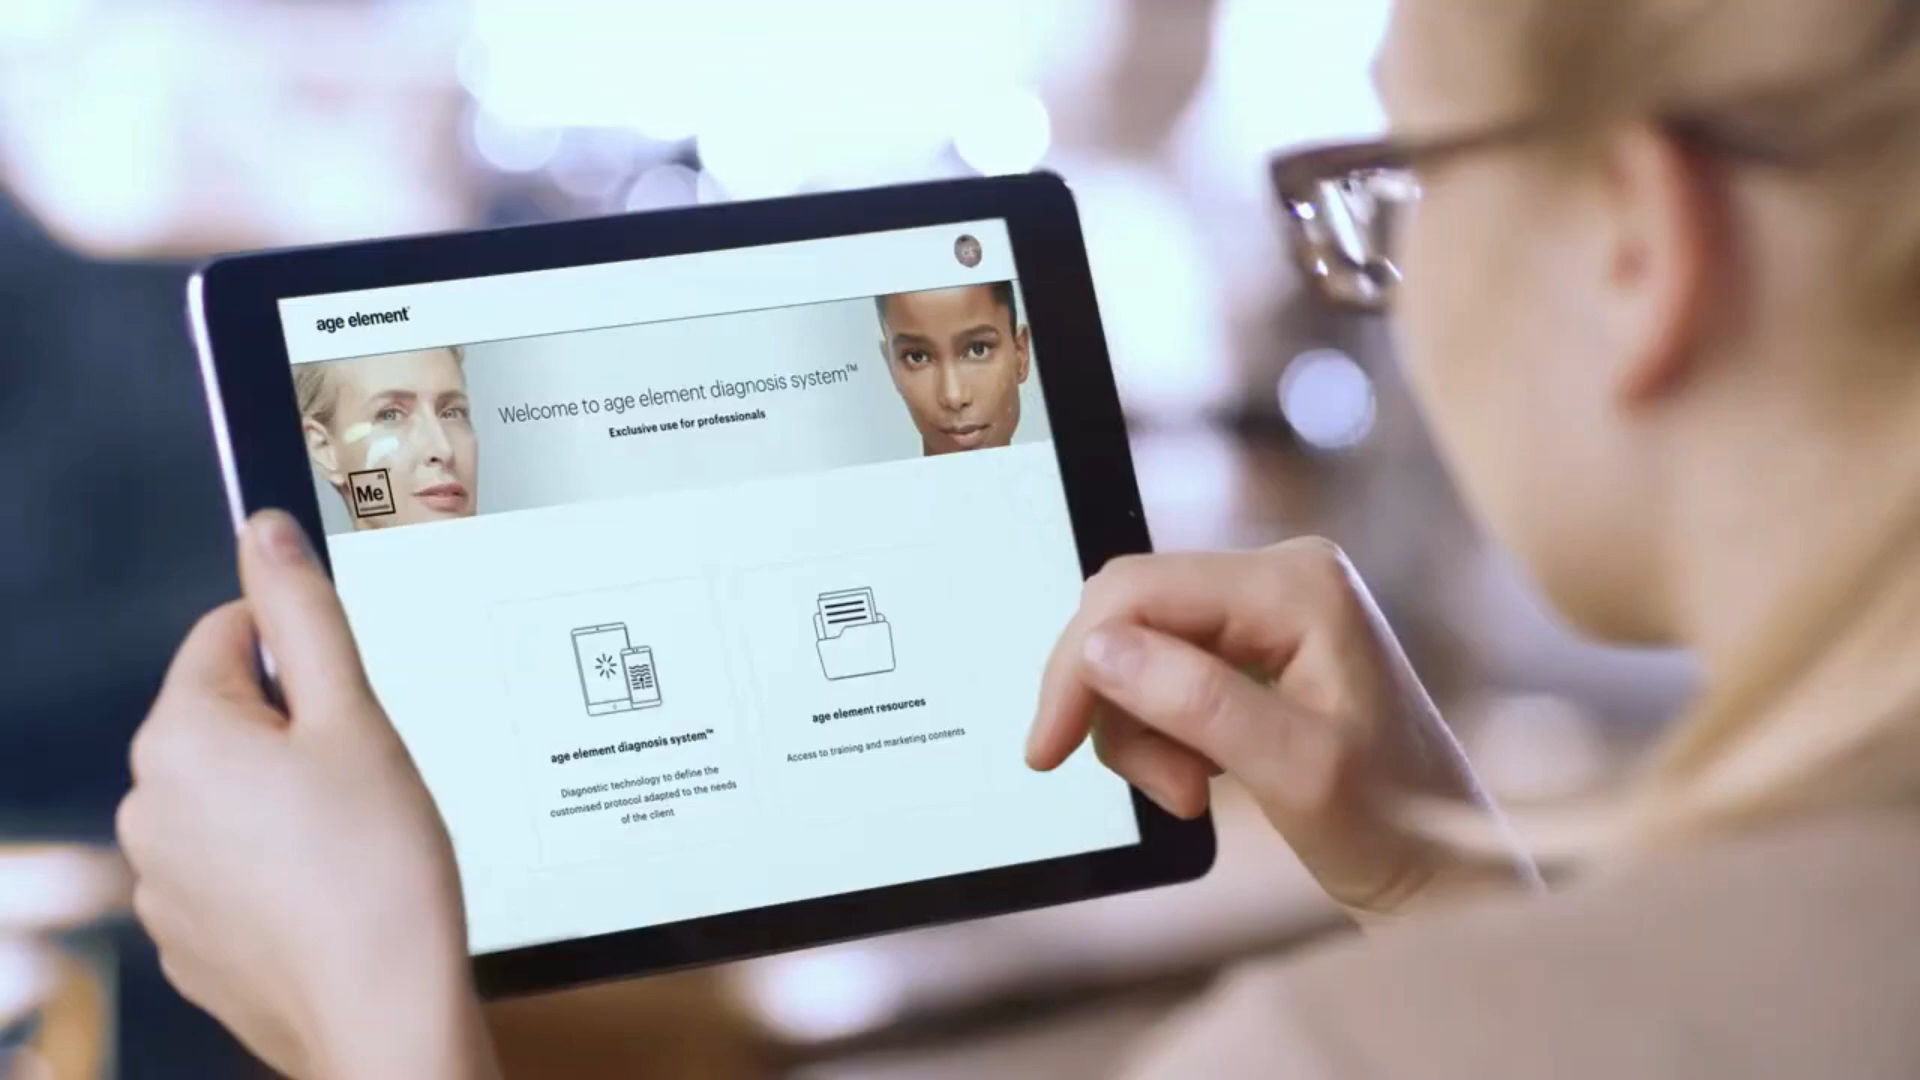 age element
Welcome to age element diagnosis system™
Exclusive use for professionals
Me
age element diagnosis system™
Diagnostic technology to define the
customised protocol adapted to the needs
of the client
age element resources
Access to training and marketing contents